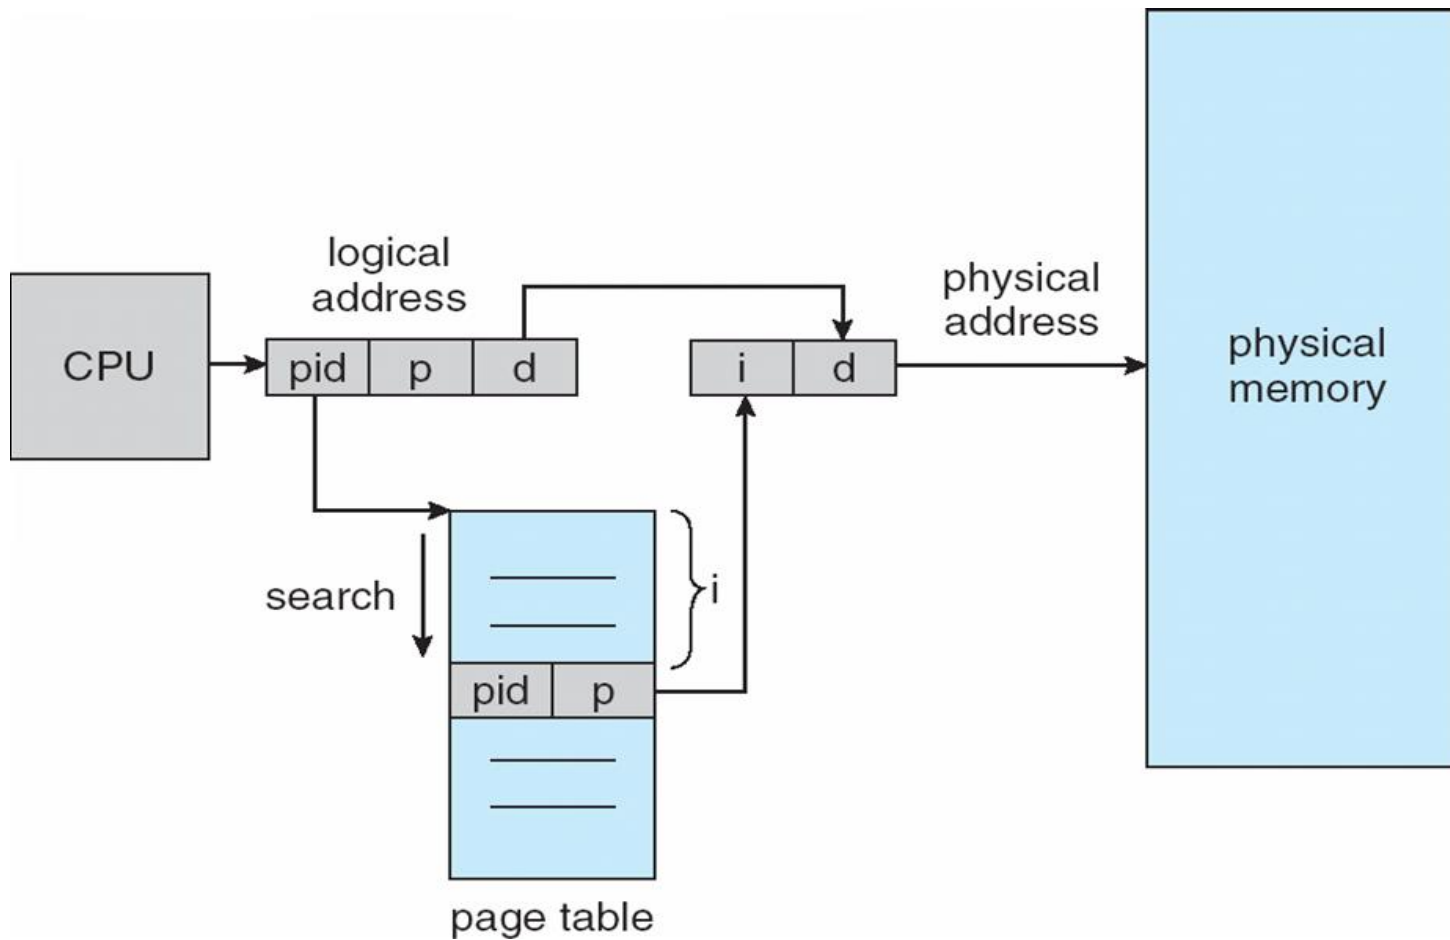 logical
address
physical
address
CPU
pid
p
d
i
d
physical
memory
search
i
pid
p
page table